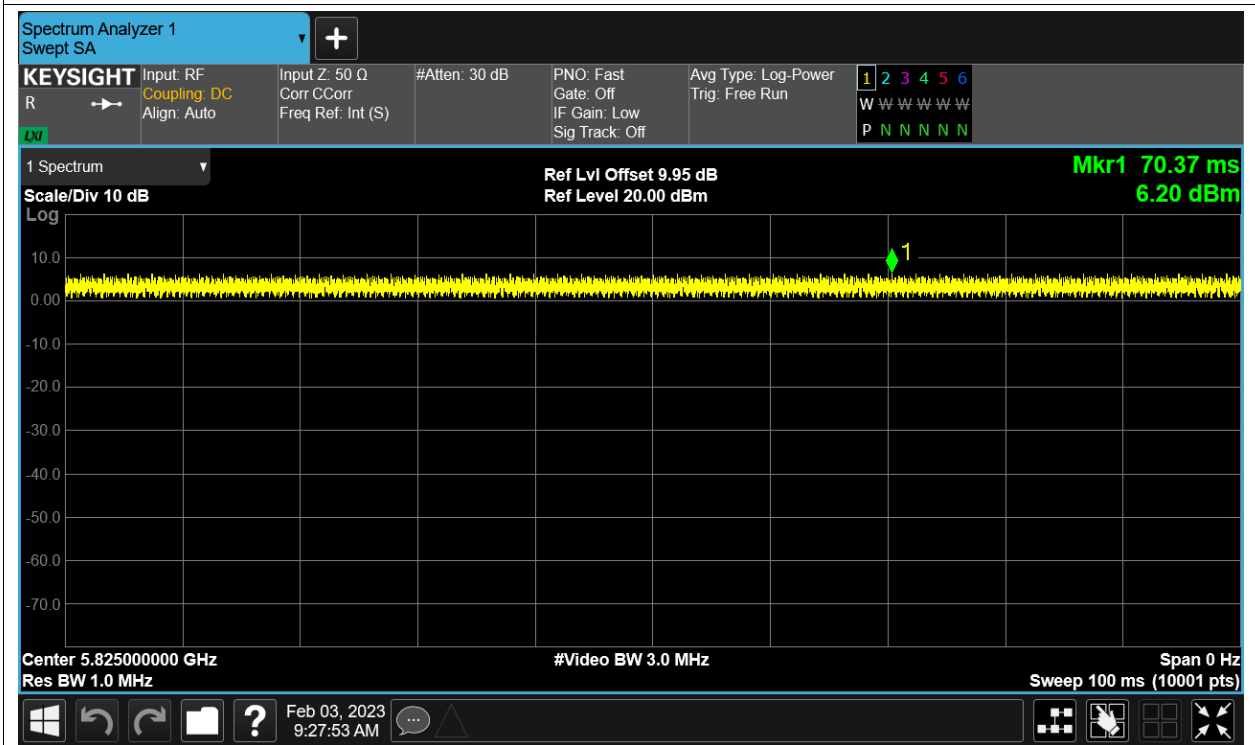 Spectrum Analyzer 1
Swept SA
KEYSIGHT
R
LXI
Input: RF
Coupling: DC
Align: Auto
Input Z: 50 Ω
Corr CCorr
Freq Ref: Int (S)
#Atten: 30 dB
PNO: Fast
Gate: Off
IF Gain: Low
Sig Track: Off
Avg Type: Log-Power
Trig: Free Run
1 2 3 4 5 6
W W W W W W
P N N N N N
1 Spectrum
Scale/Div 10 dB
Ref Lvl Offset 9.95 dB
Ref Level 20.00 dBm
Mkr1 70.37 ms
6.20 dBm
Log
1
10.0
0.00
-10.0
-20.0
-30.0
-40.0
-50.0
-60.0
-70.0
Center 5.825000000 GHz
Res BW 1.0 MHz
#Video BW 3.0 MHz
Span 0 Hz
Sweep 100 ms (10001 pts)
?
Feb 03, 2023
9:27:53 AM